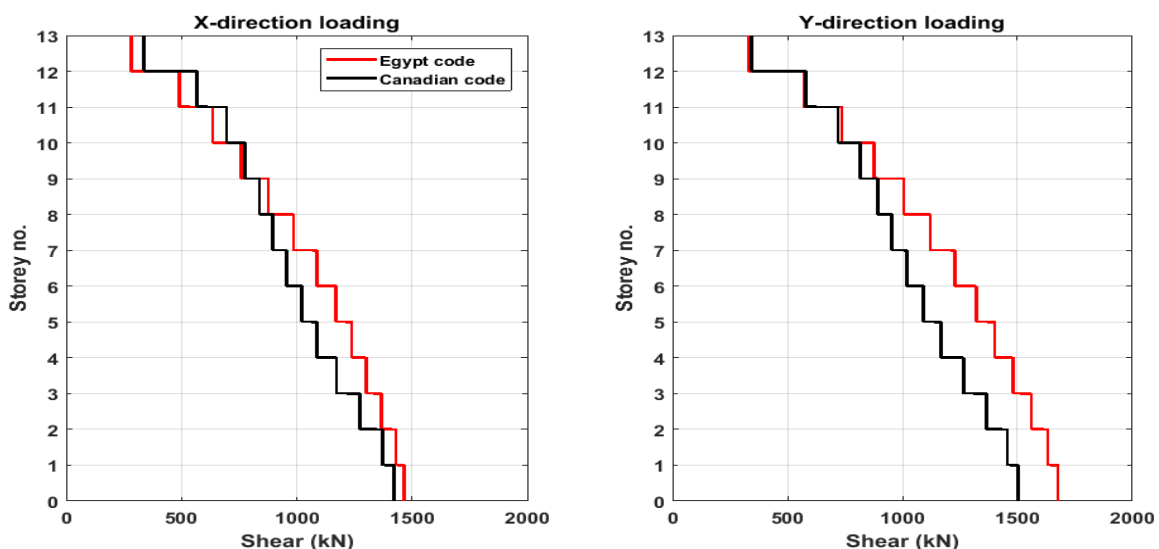 X-direction loading
13
12
11
10
9
8
7
6
5
4
3
2
1
0
Storey no.
Egypt code
Canadian code
0 500 1000 1500 2000
Shear (kN)
Y-direction loading
13
12
11
10
9
8
7
6
5
4
3
2
1
0
Storey no.
0 500 1000 1500 2000
Shear (kN)